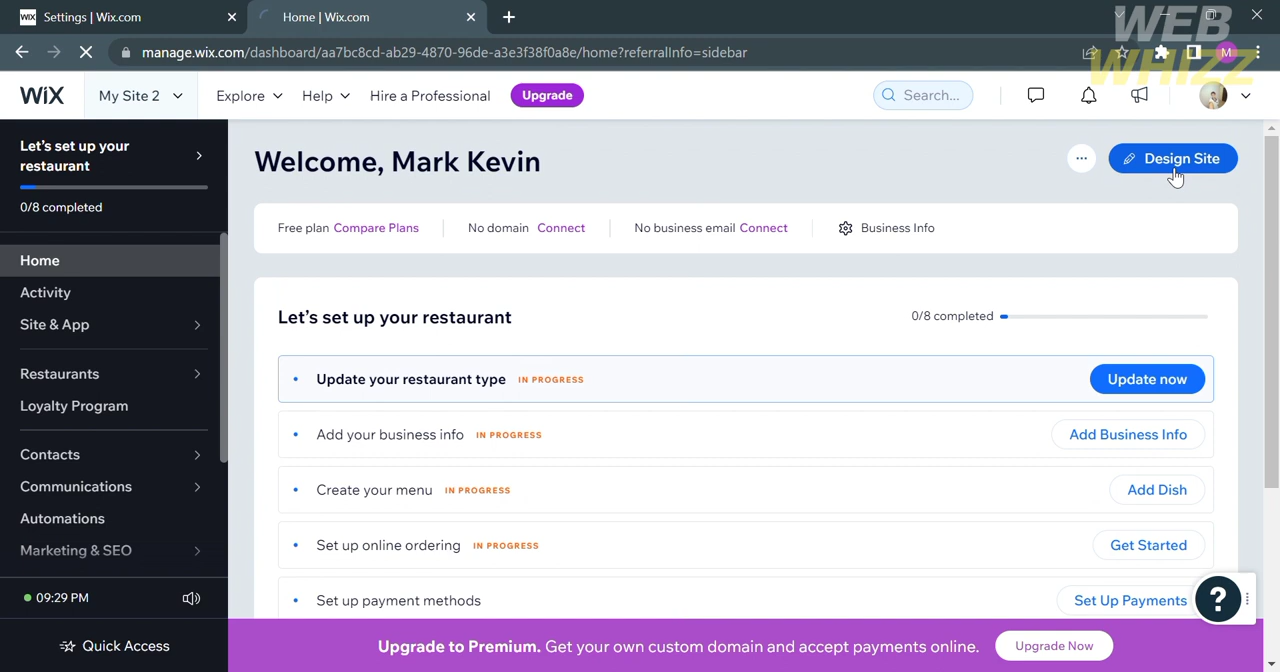 WIX Settings | Wix.com
Home | Wix.com
manage.wix.com/dashboard/aa7bc8cd-ab29-4870-96de-a3e3f38f0a8e/home?referralInfo=sidebar
M
WEB
WHIZZ
WIX
My Site 2
Explore
Help
Hire a Professional
Upgrade
Search...
Let's set up your
restaurant
0/8 completed
Home
Activity
Site & App
Restaurants
Loyalty Program
Contacts
Communications
Automations
Marketing & SEO
09:29 PM
Quick Access
Welcome, Mark Kevin
Design Site
Free plan Compare Plans
No domain Connect
No business email Connect
Business Info
Let's set up your restaurant
0/8 completed
Update your restaurant type IN PROGRESS Update now
Add your business info IN PROGRESS Add Business Info
Create your menu IN PROGRESS Add Dish
Set up online ordering IN PROGRESS Get Started
Set up payment methods Set Up Payments
?
Upgrade to Premium. Get your own custom domain and accept payments online. Upgrade Now